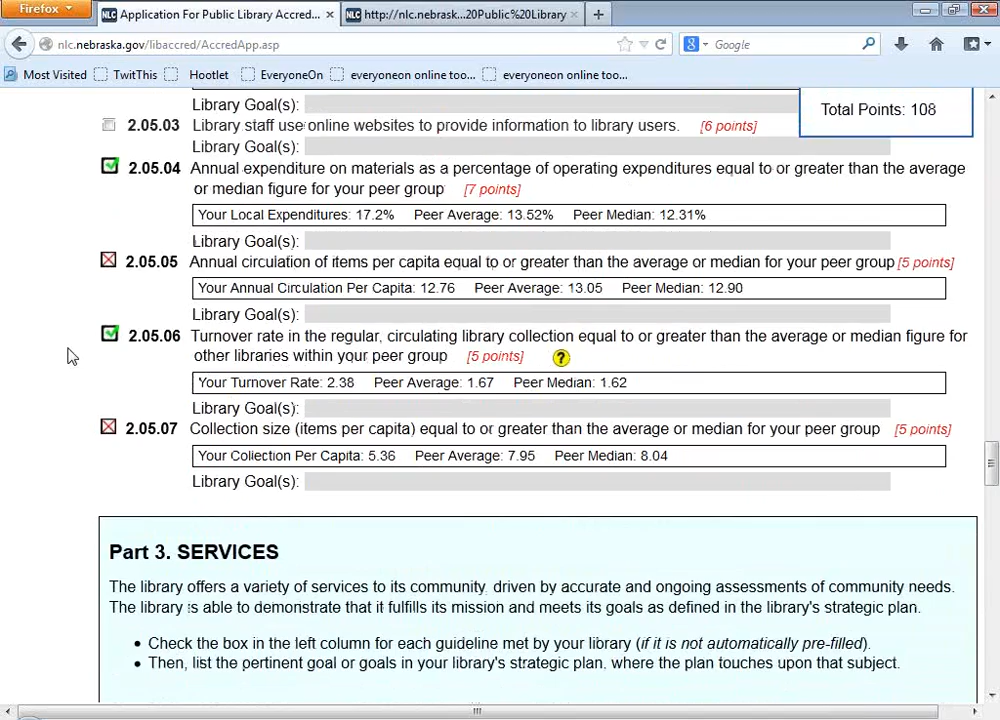 Firefox
Application For Public Library Accred... ×
http://nlc.nebrask...20Public%20Library ×
nlc.nebraska.gov/libaccred/AccredApp.asp
Google
Most Visited TwitThis Hootlet EveryoneOn everyoneon online too... everyoneon online too...
Total Points: 108
Library Goal(s):
2.05.03 Library staff use online websites to provide information to library users. [6 points]
Library Goal(s):
2.05.04 Annual expenditure on materials as a percentage of operating expenditures equal to or greater than the average
or median figure for your peer group [7 points]
Your Local Expenditures: 17.2% Peer Average: 13.52% Peer Median: 12.31%
Library Goal(s):
2.05.05 Annual circulation of items per capita equal to or greater than the average or median for your peer group [5 points]
Your Annual Circulation Per Capita: 12.76 Peer Average: 13.05 Peer Median: 12.90
Library Goal(s):
2.05.06 Turnover rate in the regular, circulating library collection equal to or greater than the average or median figure for
other libraries within your peer group [5 points] ?
Your Turnover Rate: 2.38 Peer Average: 1.67 Peer Median: 1.62
Library Goal(s):
2.05.07 Collection size (items per capita) equal to or greater than the average or median for your peer group [5 points]
Your Collection Per Capita: 5.36 Peer Average: 7.95 Peer Median: 8.04
Library Goal(s):
Part 3. SERVICES
The library offers a variety of services to its community, driven by accurate and ongoing assessments of community needs.
The library is able to demonstrate that it fulfills its mission and meets its goals as defined in the library's strategic plan.
• Check the box in the left column for each guideline met by your library (if it is not automatically pre-filled).
• Then, list the pertinent goal or goals in your library's strategic plan, where the plan touches upon that subject.